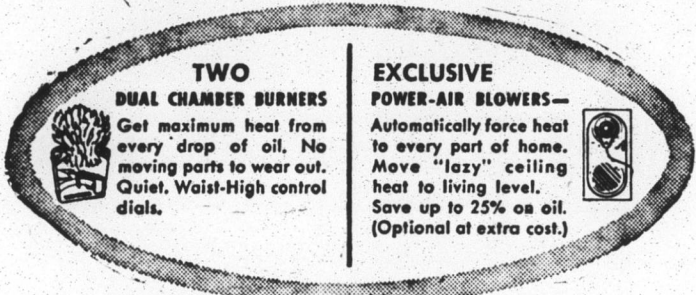 TWO
DUAL CHAMBER BURNERS
Get maximum heat from
every drop of oil. No
moving parts to wear out.
Quiet. Waist-High control
dials.
EXCLUSIVE
POWER-AIR BLOWERS—
Automatically force heat
to every part of home.
Move "lazy" ceiling
heat to living level.
Save up to 25% on oil.
(Optional at extra cost.)